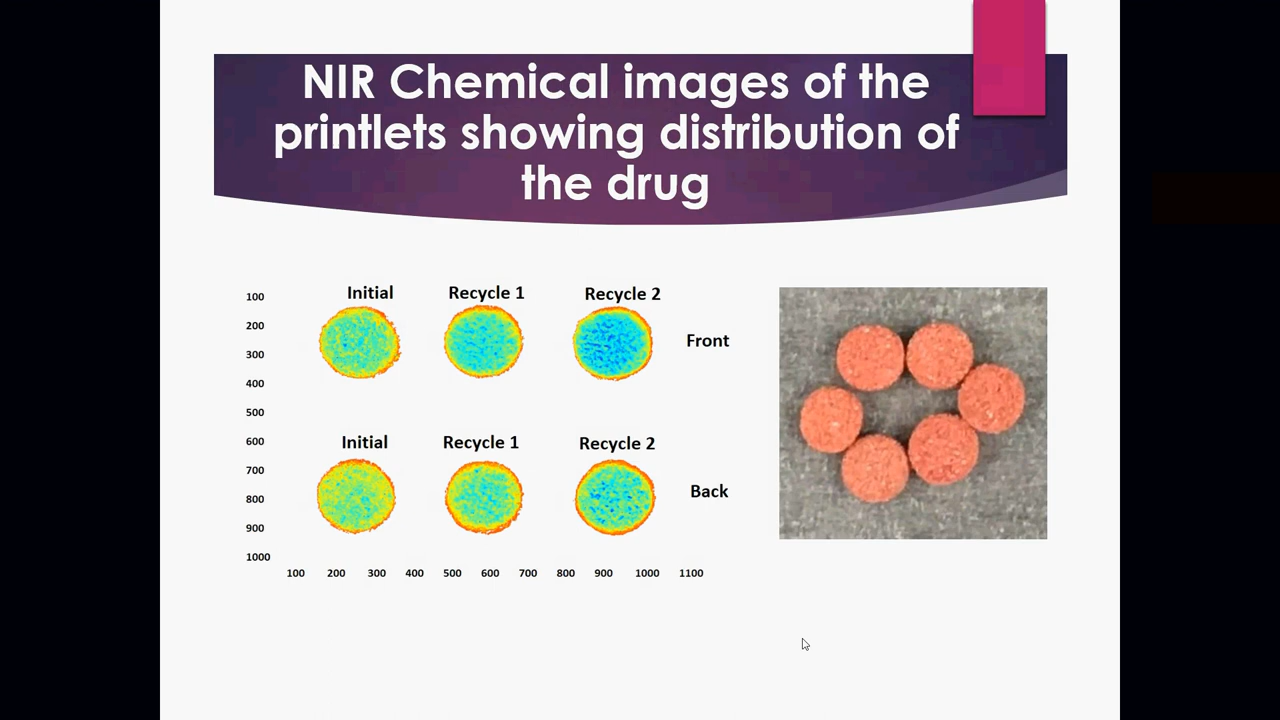 NIR Chemical images of the
printlets showing distribution of
the drug
Initial Recycle 1 Recycle 2
Front
Initial Recycle 1 Recycle 2
Back
100
200
300
400
500
600
700
800
900
1000
100 200 300 400 500 600 700 800 900 1000 1100